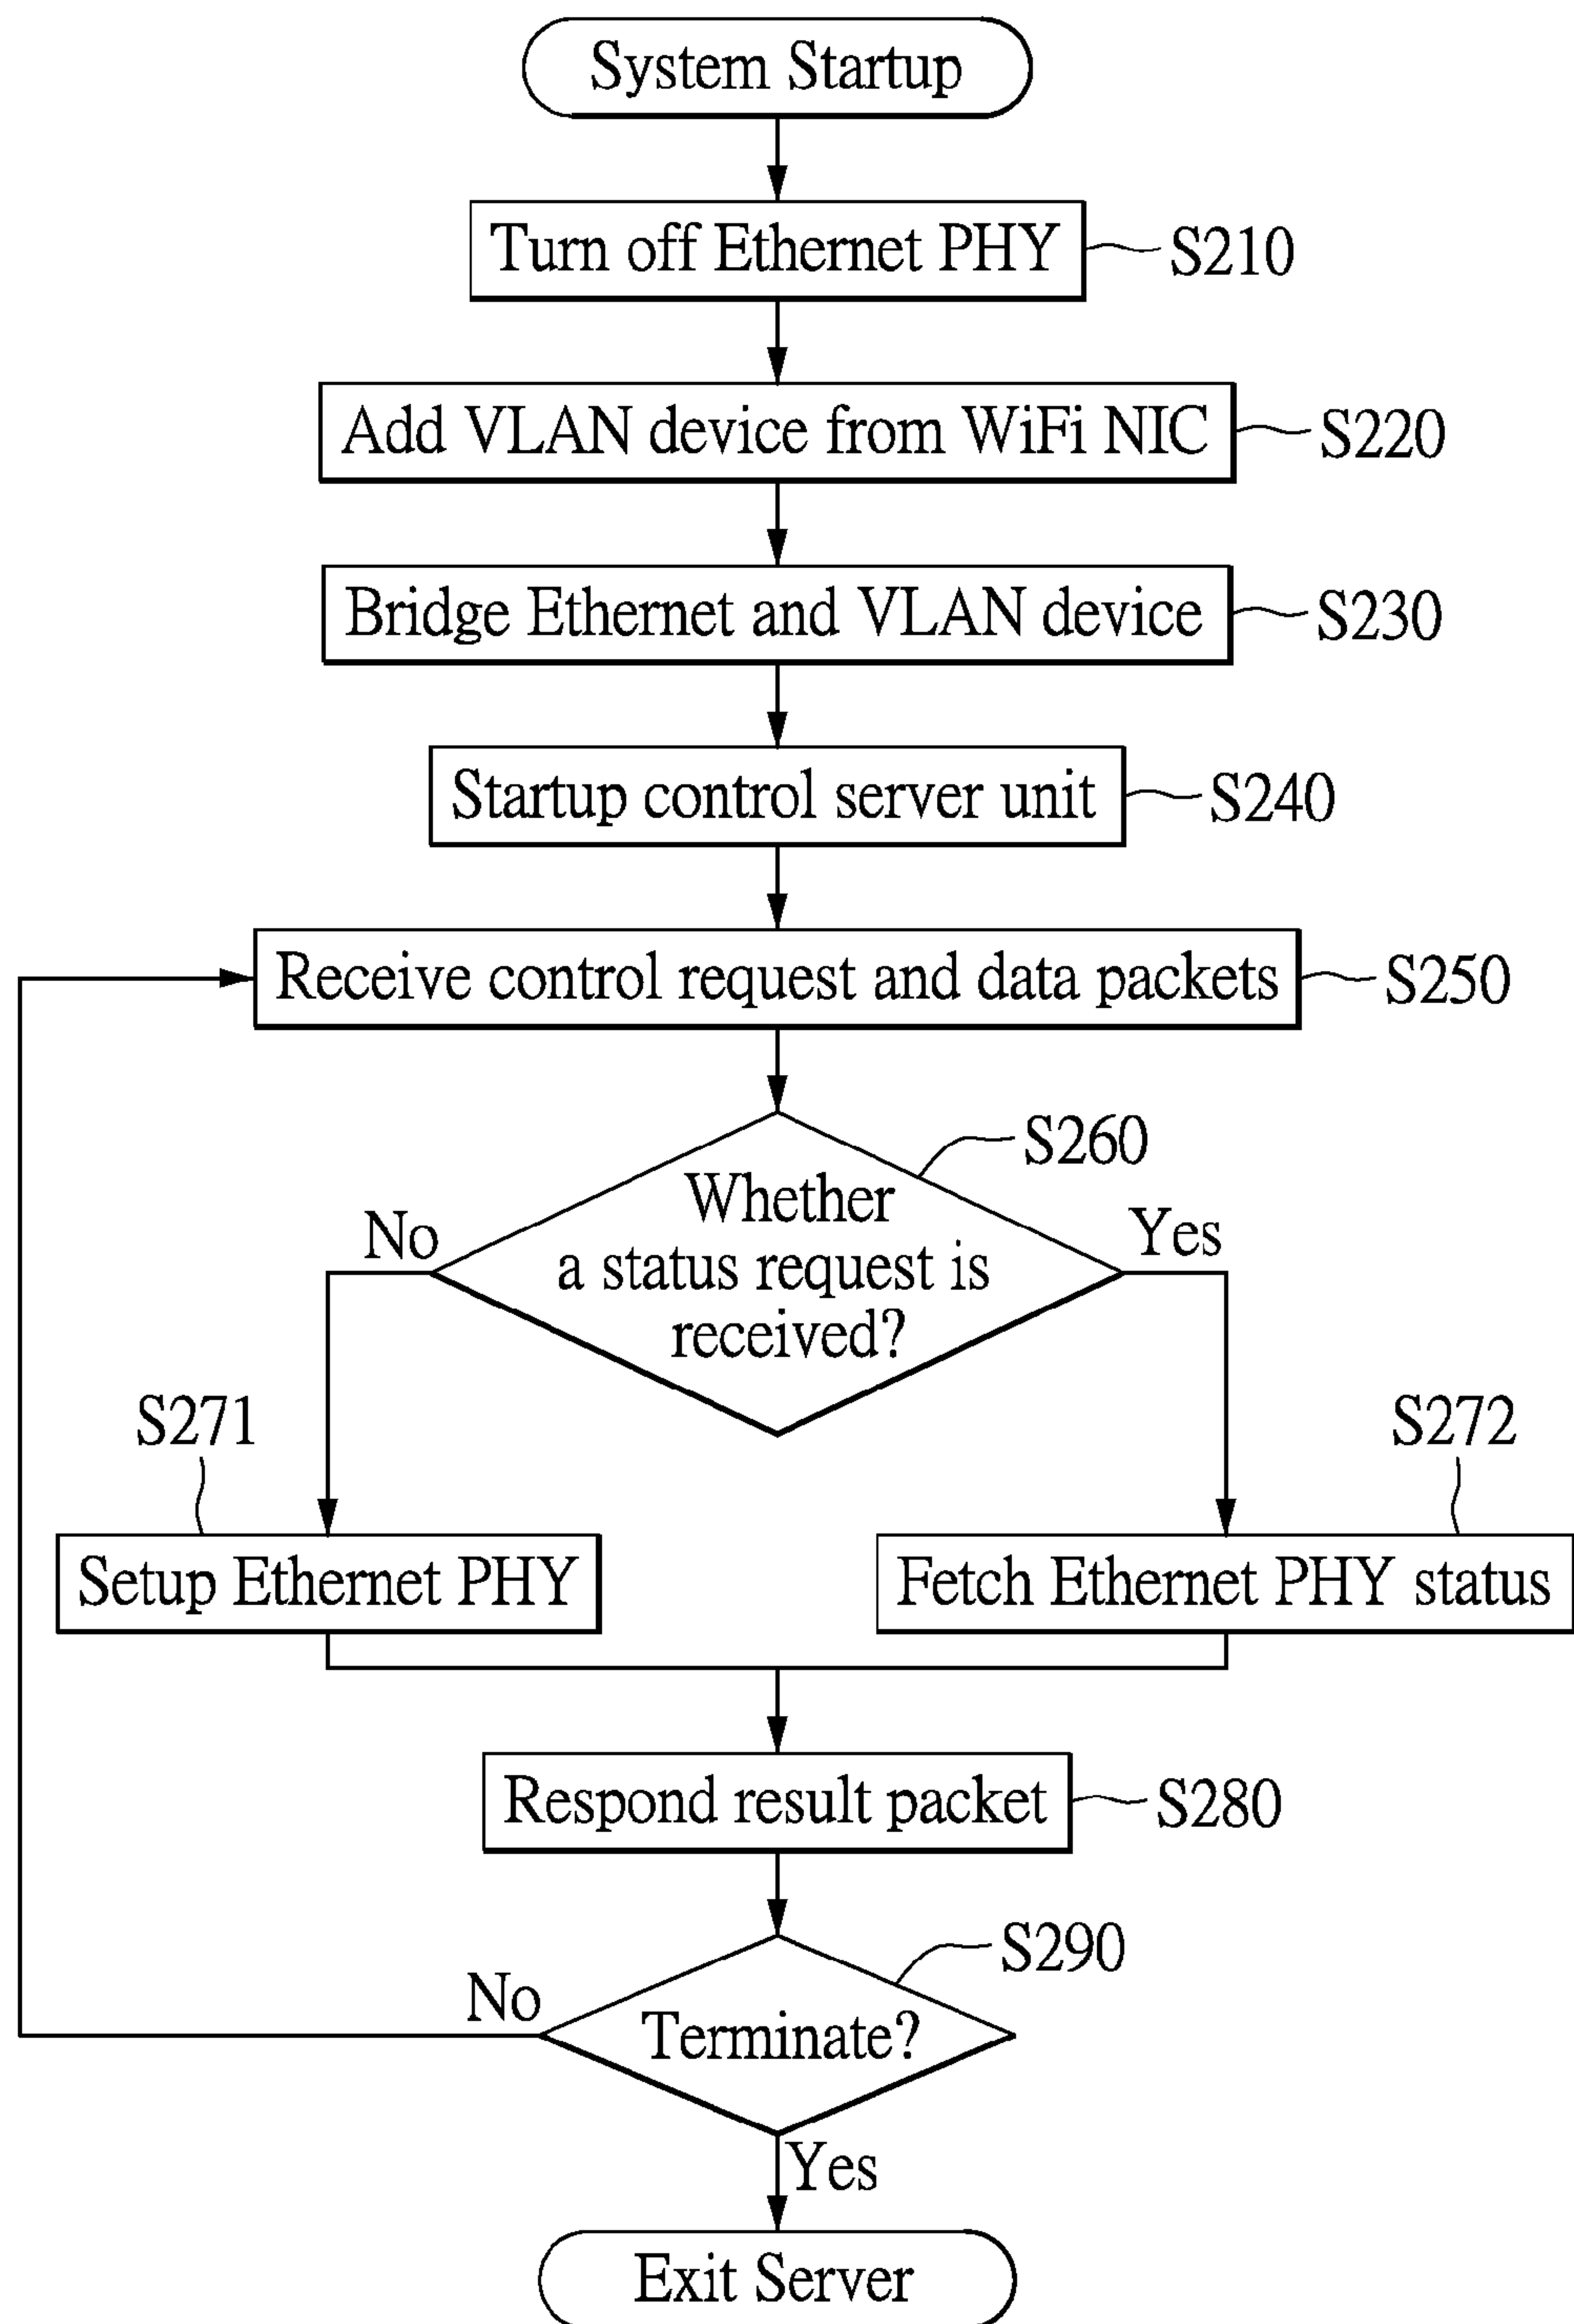 System Startup
Turn off Ethernet PHY
S210
Add VLAN device from WiFi NIC
S220
Bridge Ethernet and VLAN device
S230
Startup control server unit
S240
Receive control request and data packets
S250
S260
Whether
a status request is
received?
No
Yes
S271
S272
Setup Ethernet PHY
Fetch Ethernet PHY status
Respond result packet
S280
S290
No
Terminate?
Yes
Exit Server